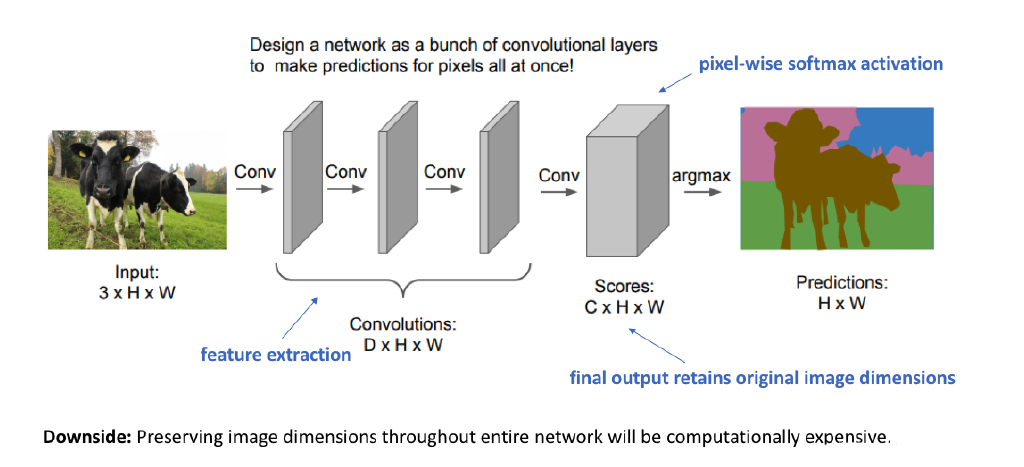 Design a network as a bunch of convolutional layers
to make predictions for pixels all at once!
pixel-wise softmax activation
Conv
Conv
Conv
Conv
argmax
Input:
3 x H x W
Convolutions:
D x H x W
Scores:
C x H x W
Predictions:
H x W
feature extraction
final output retains original image dimensions
Downside: Preserving image dimensions throughout entire network will be computationally expensive.